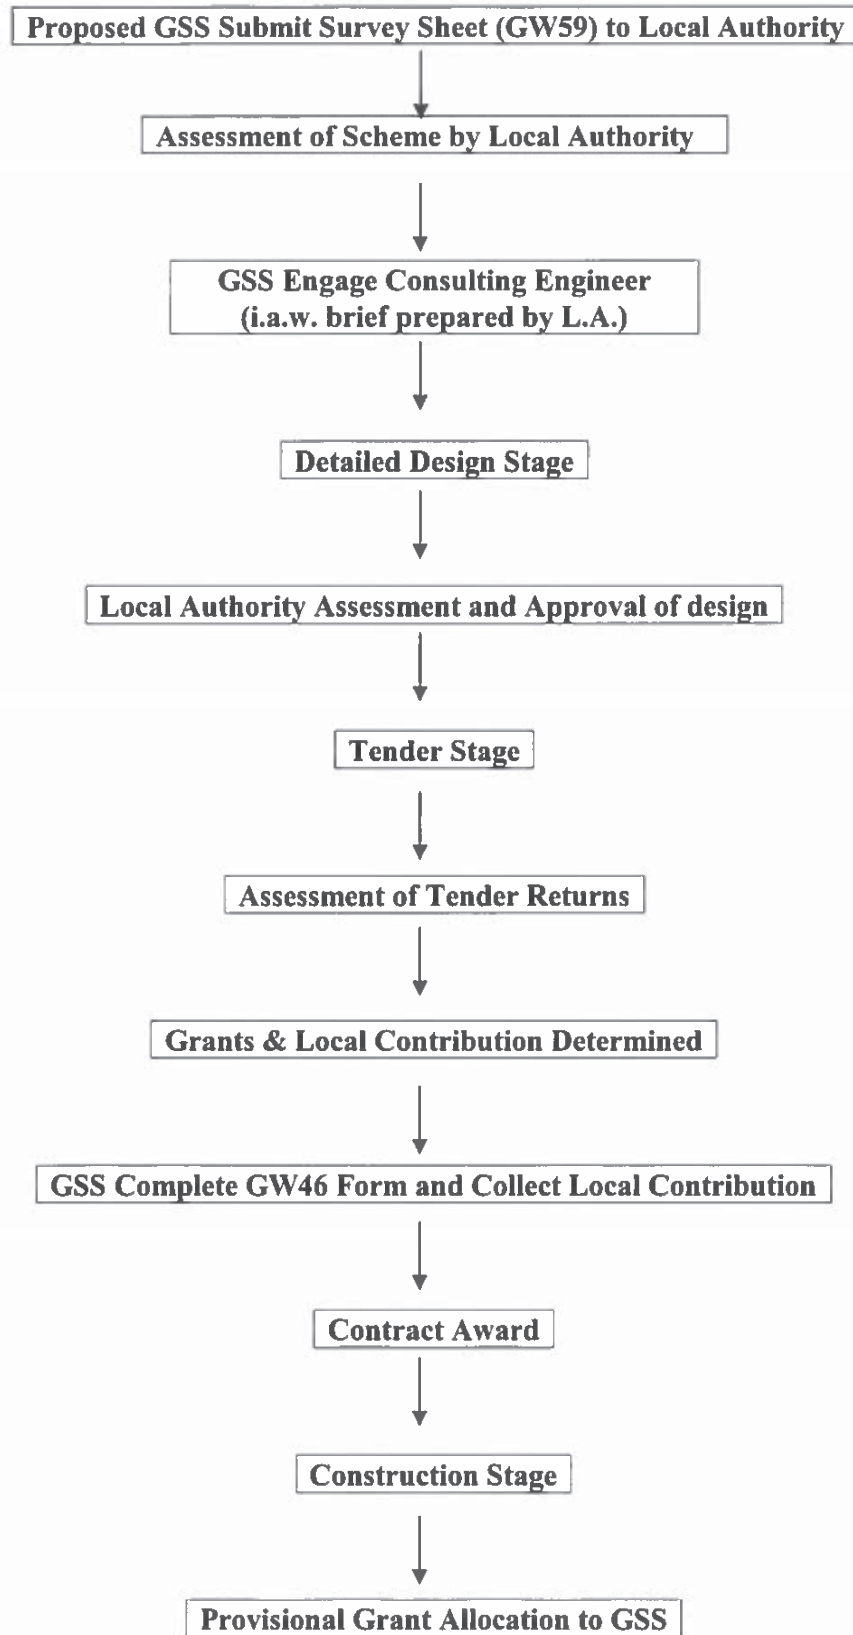 Proposed GSS Submit Survey Sheet (GW59) to Local Authority
Assessment of Scheme by Local Authority
GSS Engage Consulting Engineer
(i.a.w. brief prepared by L.A.)
Detailed Design Stage
Local Authority Assessment and Approval of design
Tender Stage
Assessment of Tender Returns
Grants & Local Contribution Determined
GSS Complete GW46 Form and Collect Local Contribution
Contract Award
Construction Stage
Provisional Grant Allocation to GSS